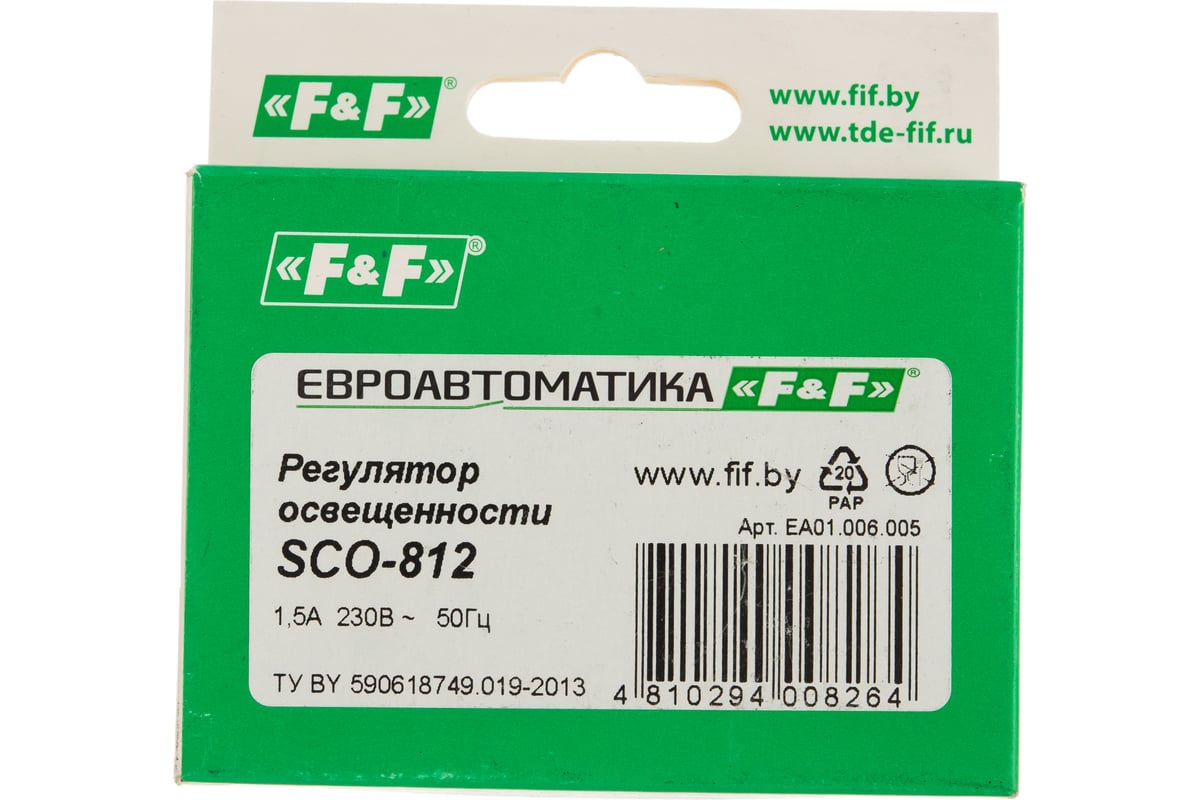 «F&F»®
www.fif.by
www.tde-fif.ru
«F&F»®
ЕВРОАВТОМАТИКА «F&F»®
Регулятор
освещенности
SCO-812
1,5А 230В ~ 50Гц
ТУ BY 590618749.019-2013
www.fif.by
20
PAP
Арт. EA01.006.005
4 810294 008264